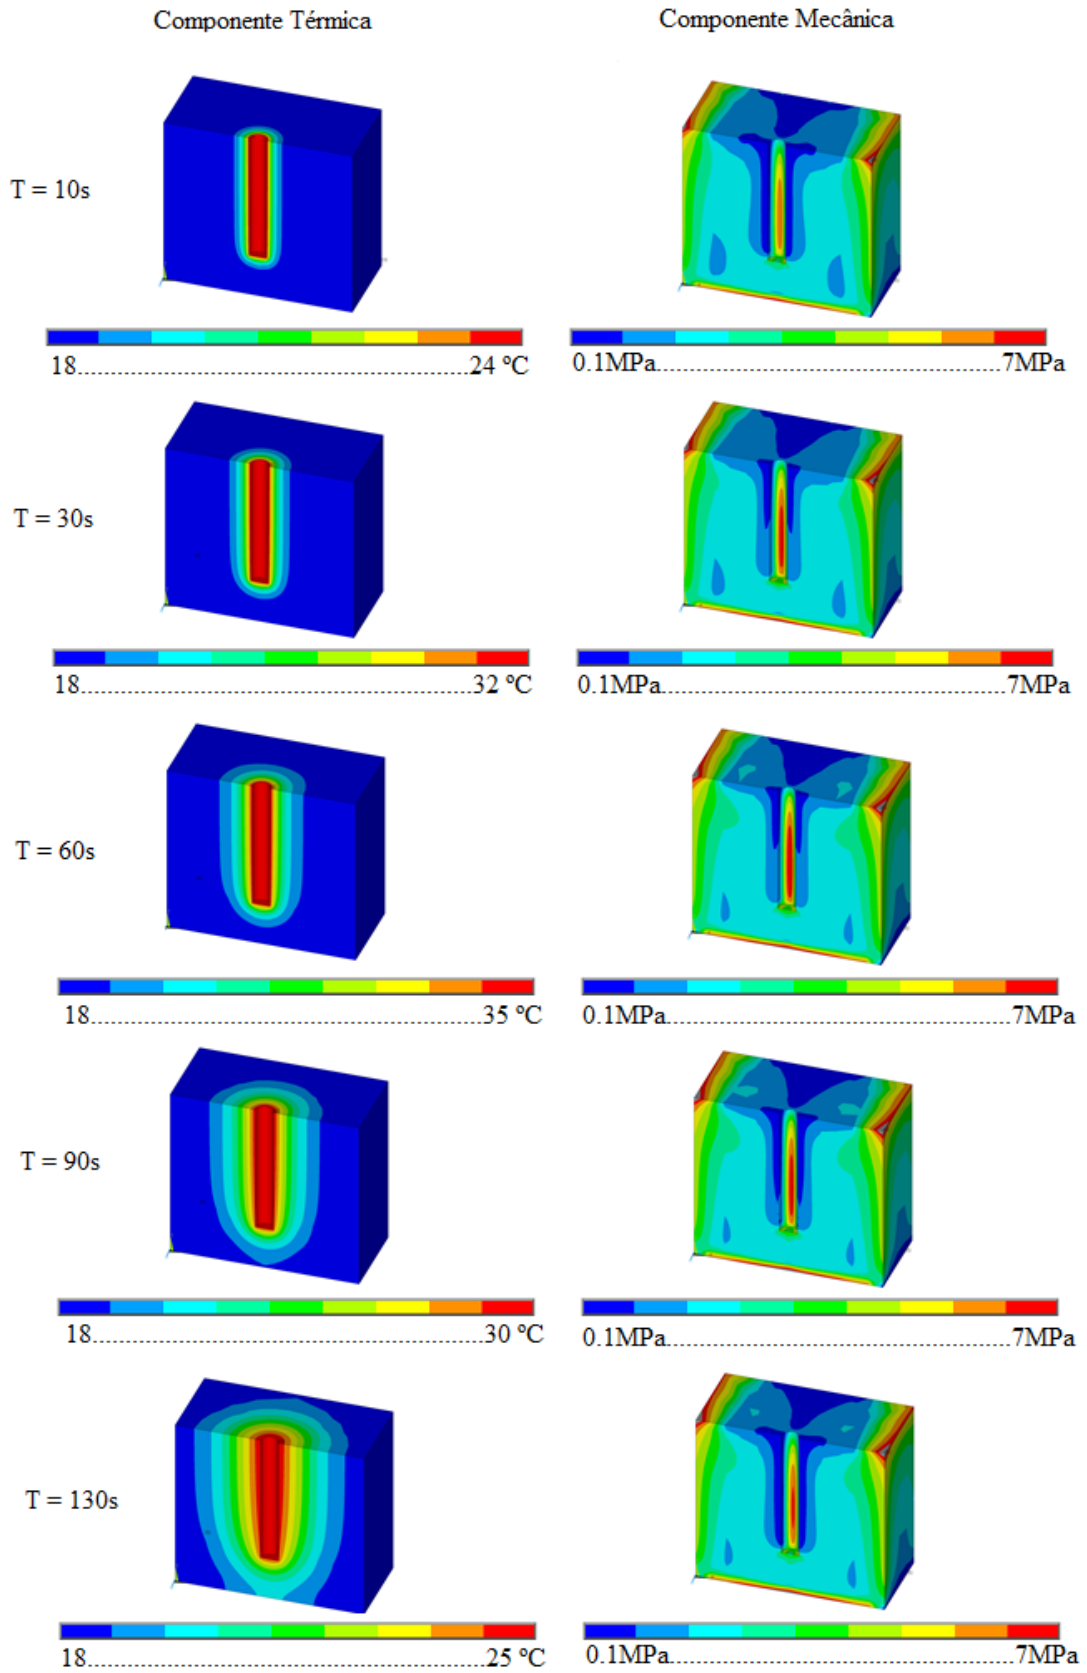 Componente Térmica
Componente Mecânica
T = 10s
18........................................................................24 ºC
0.1MPa...............................................................7MPa
T = 30s
18........................................................................32 ºC
0.1MPa...............................................................7MPa
T = 60s
18........................................................................35 ºC
0.1MPa...............................................................7MPa
T = 90s
18........................................................................30 ºC
0.1MPa...............................................................7MPa
T = 130s
18........................................................................25 ºC
0.1MPa...............................................................7MPa